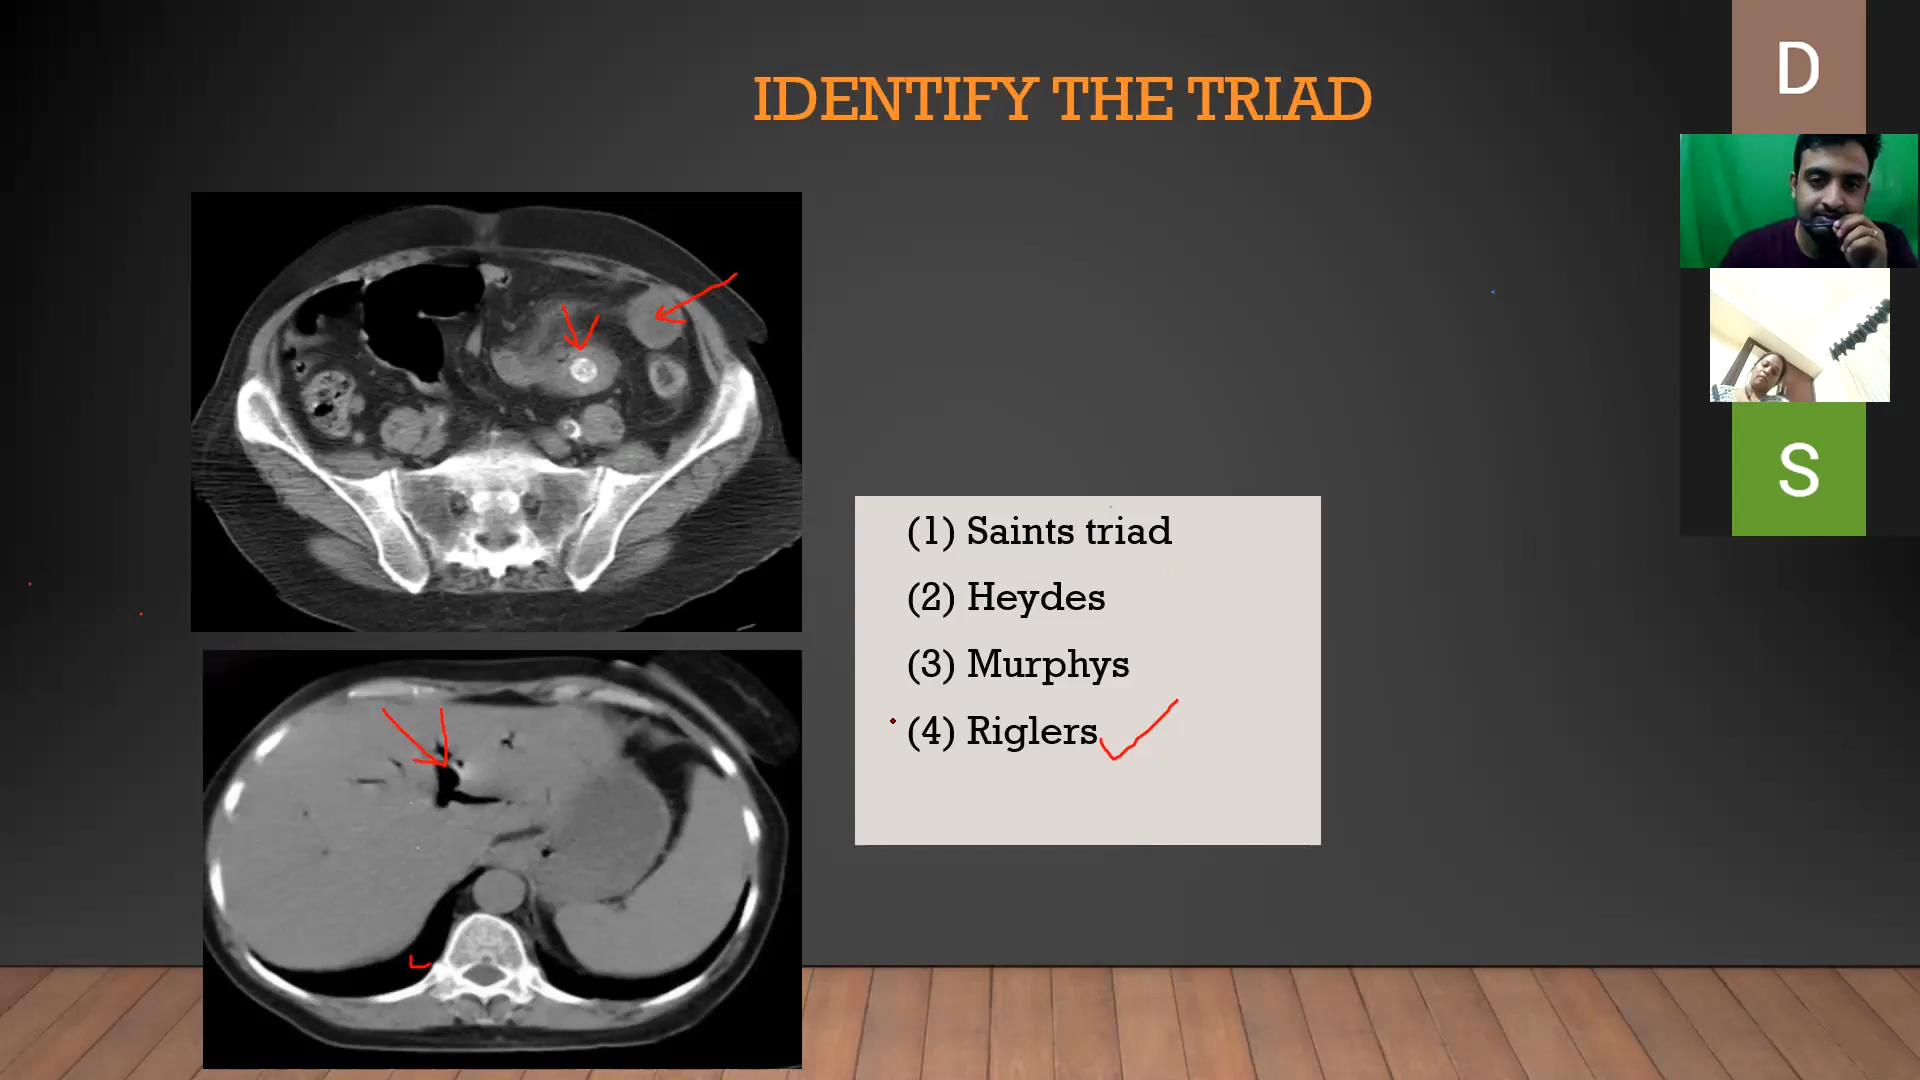 IDENTIFY THE TRIAD
D
S
(1) Saints triad
(2) Heydes
(3) Murphys
(4) Riglers